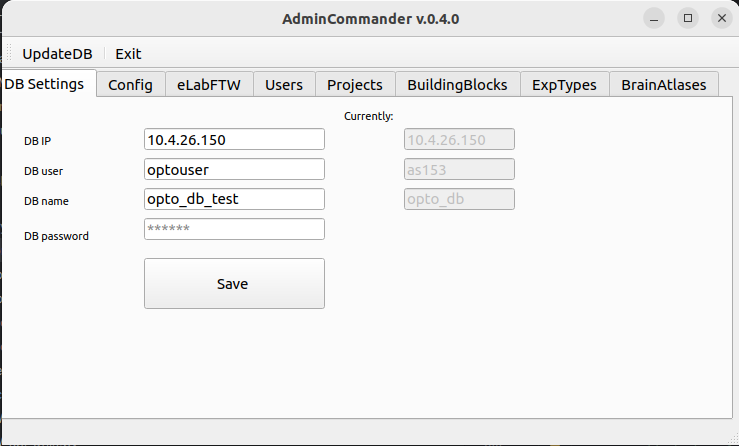 AdminCommander v.0.4.0
UpdateDB Exit
DB Settings Config eLabFTW Users Projects BuildingBlocks ExpTypes BrainAtlases
Currently:
DB IP 10.4.26.150 10.4.26.150
DB user optouser as153
DB name opto_db_test opto_db
DB password ******
Save